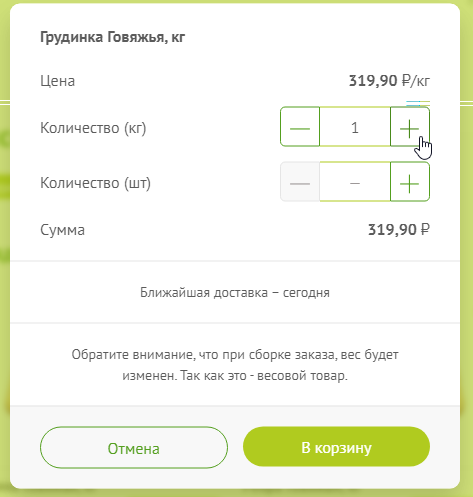 Грудинка Говяжья, кг
Цена 319,90 ₽/кг
Количество (кг) — 1 +
Количество (шт) — – +
Сумма 319,90 ₽
Ближайшая доставка – сегодня
Обратите внимание, что при сборке заказа, вес будет
изменен. Так как это - весовой товар.
Отмена В корзину